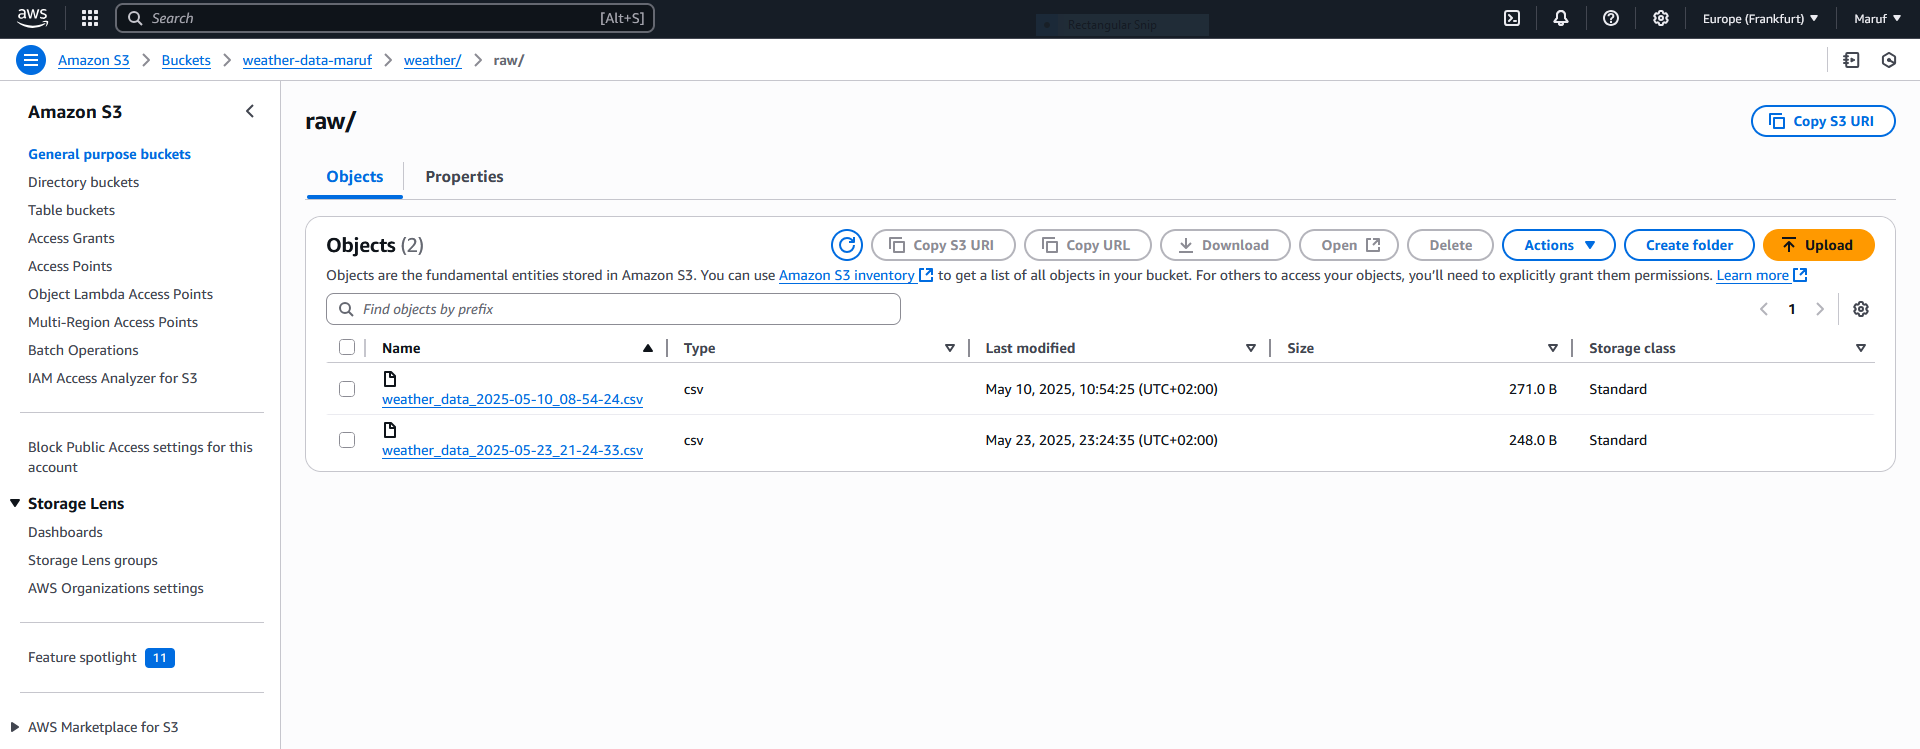 aws
Search [Alt+S]
Rectangular Snip
Europe (Frankfurt)
Maruf
Amazon S3 Buckets weather-data-maruf weather/ raw/
Amazon S3
General purpose buckets
Directory buckets
Table buckets
Access Grants
Access Points
Object Lambda Access Points
Multi-Region Access Points
Batch Operations
IAM Access Analyzer for S3
Block Public Access settings for this
account
Storage Lens
Dashboards
Storage Lens groups
AWS Organizations settings
Feature spotlight 11
AWS Marketplace for S3
raw/
Copy S3 URI
Objects Properties
Objects (2)
Copy S3 URI Copy URL Download Open Delete Actions Create folder Upload
Objects are the fundamental entities stored in Amazon S3. You can use Amazon S3 inventory to get a list of all objects in your bucket. For others to access your objects, you’ll need to explicitly grant them permissions. Learn more
Find objects by prefix
1
Name Type Last modified Size Storage class
weather_data_2025-05-10_08-54-24.csv csv May 10, 2025, 10:54:25 (UTC+02:00) 271.0 B Standard
weather_data_2025-05-23_21-24-33.csv csv May 23, 2025, 23:24:35 (UTC+02:00) 248.0 B Standard